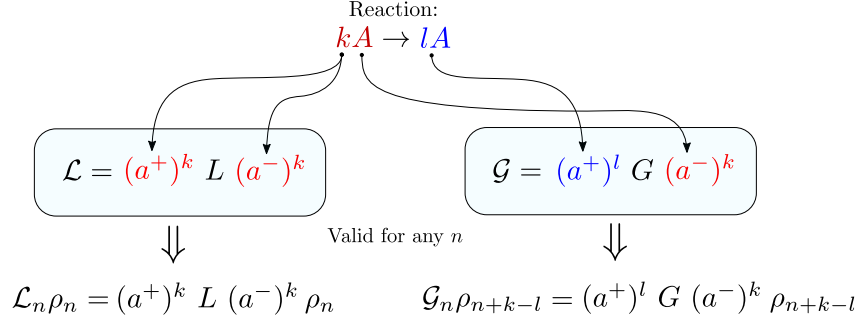 Reaction:
kA → lA
ℒ = (a⁺)ᵏ L (a⁻)ᵏ
𝒢 = (a⁺)ˡ G (a⁻)ᵏ
⇓ ⇓
Valid for any n
ℒₙρₙ = (a⁺)ᵏ L (a⁻)ᵏ ρₙ
𝒢ₙρₙ₊ₖ₋ₗ = (a⁺)ˡ G (a⁻)ᵏ ρₙ₊ₖ₋ₗ